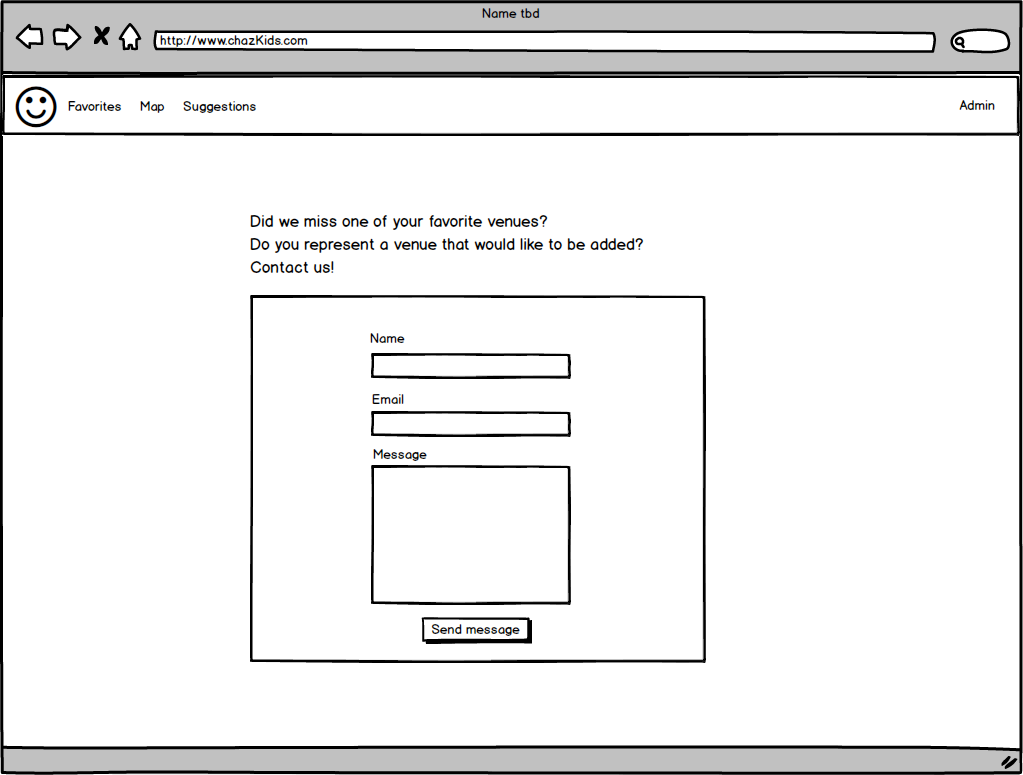 Name tbd
http://www.chazKids.com
Favorites Map Suggestions Admin
Did we miss one of your favorite venues?
Do you represent a venue that would like to be added?
Contact us!
Name
Email
Message
Send message